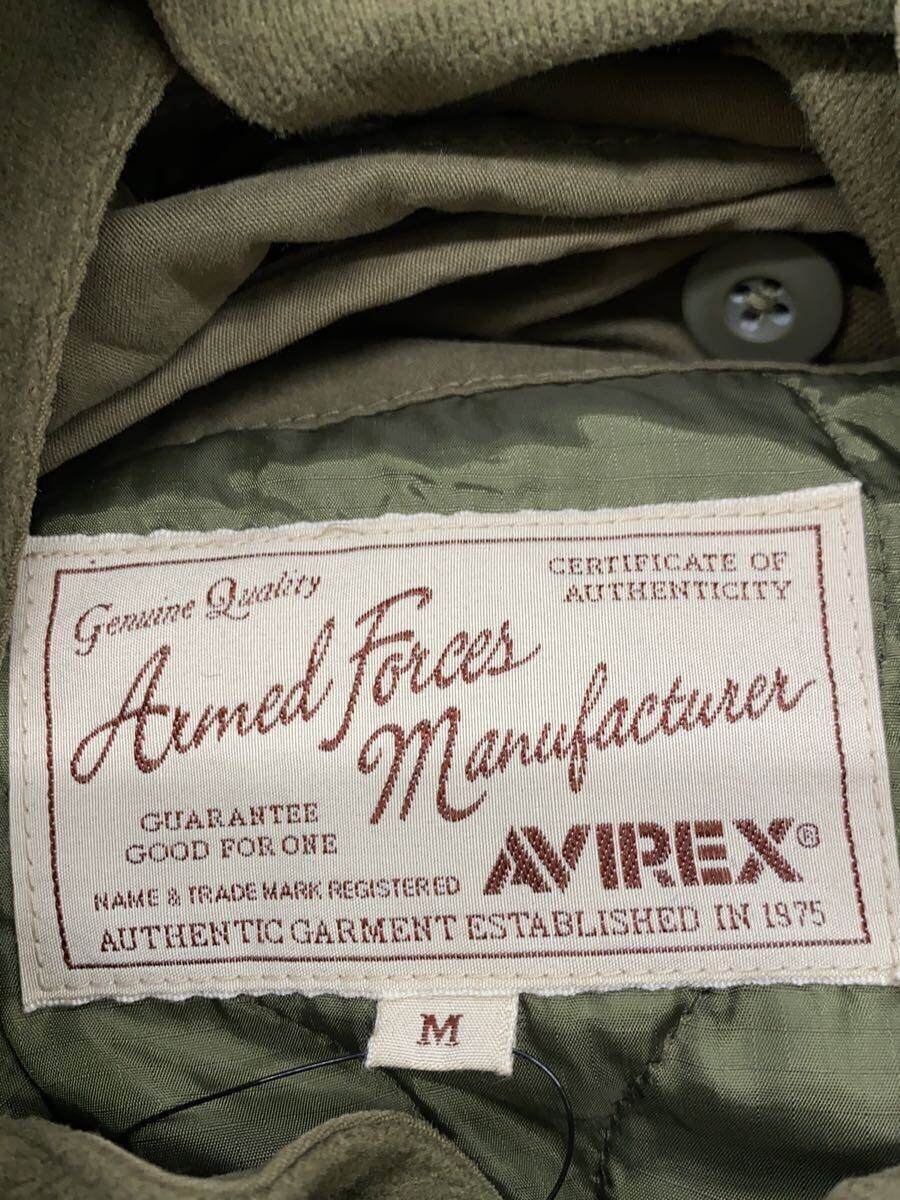 Genuine Quality
CERTIFICATE OF
AUTHENTICITY
Armed Forces
Manufacturer
GUARANTEE
GOOD FOR ONE
AVIREX®
NAME & TRADE MARK REGISTERED
AUTHENTIC GARMENT ESTABLISHED IN 1975
M